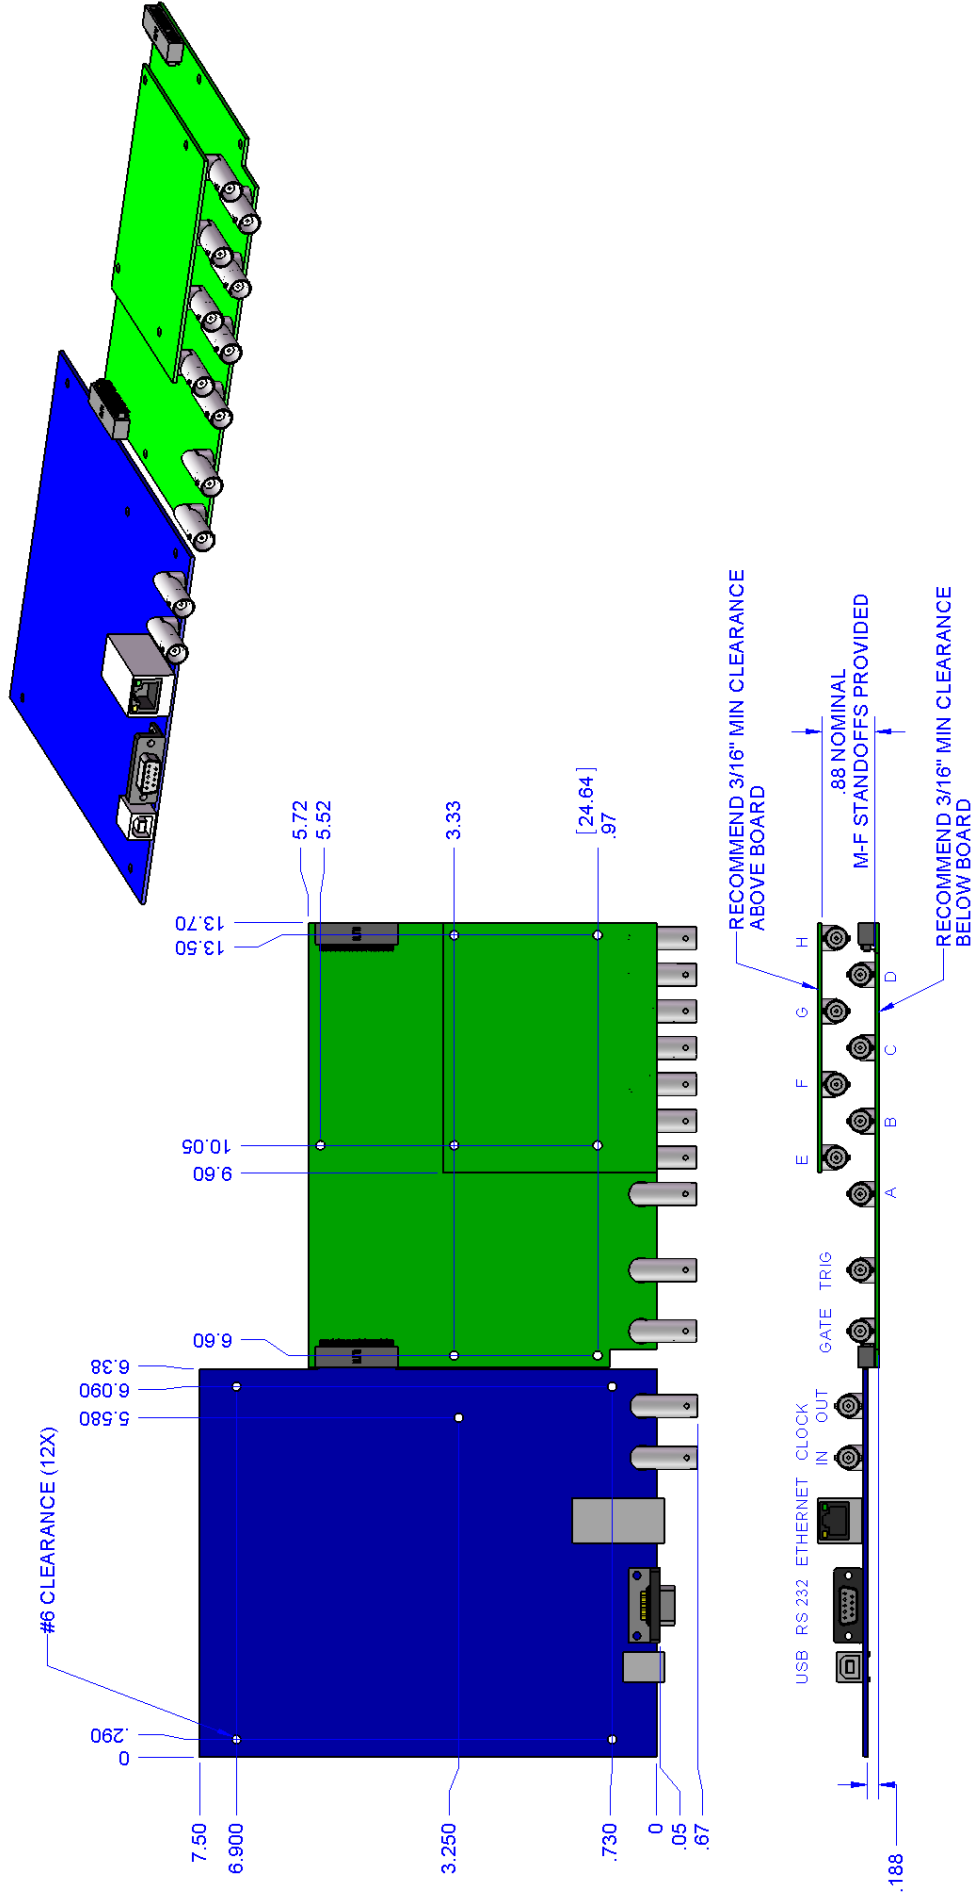 #6 CLEARANCE (12X)
0
.290
5.580
6.090
6.38
6.60
9.60
10.05
13.50
13.70
5.72
5.52
3.33
[24.64]
.97
7.50
6.900
3.250
.730
0
.05
.67
RECOMMEND 3/16" MIN CLEARANCE
ABOVE BOARD
.88 NOMINAL
M-F STANDOFFS PROVIDED
RECOMMEND 3/16" MIN CLEARANCE
BELOW BOARD
USB RS 232 ETHERNET CLOCK
IN OUT
GATE TRIG
E F G H
A B C D
.188